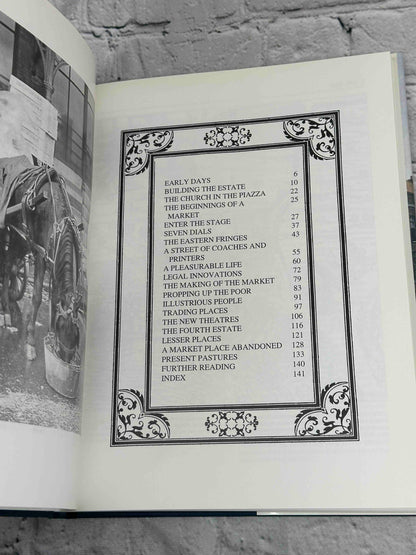 EARLY DAYS 6
BUILDING THE ESTATE 10
THE CHURCH IN THE PIAZZA 22
THE BEGINNINGS OF A 25
MARKET
ENTER THE STAGE 27
SEVEN DIALS 37
THE EASTERN FRINGES 43
A STREET OF COACHES AND
PRINTERS 55
A PLEASURABLE LIFE 60
LEGAL INNOVATIONS 72
THE MAKING OF THE MARKET 79
PROPPING UP THE POOR 83
ILLUSTRIOUS PEOPLE 91
TRADING PLACES 97
THE NEW THEATRES 106
THE FOURTH ESTATE 116
LESSER PLACES 121
A MARKET PLACE ABANDONED 128
PRESENT PASTURES 133
FURTHER READING 140
INDEX 141